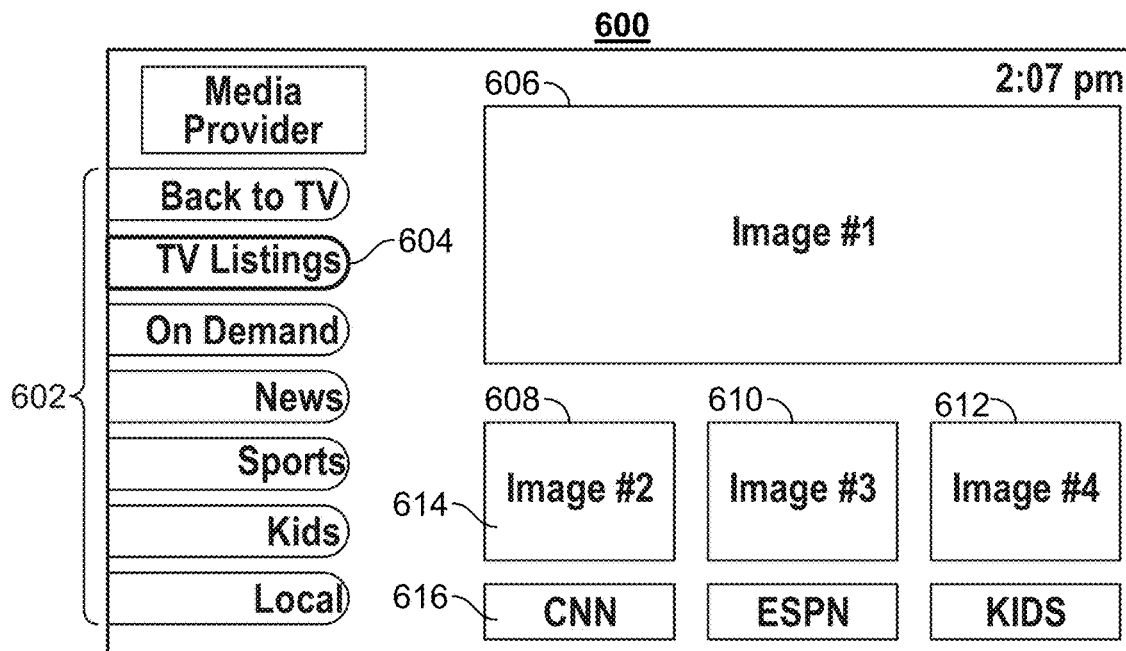 600
2:07 pm
Media
Provider
606
Back to TV
TV Listings
604
Image #1
On Demand
602
News
608
610
612
Sports
Image #2
Image #3
Image #4
614
Kids
Local
616
CNN
ESPN
KIDS